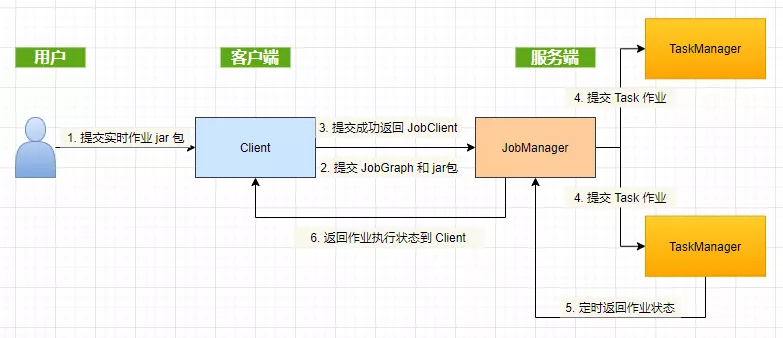 用户
客户端
服务端
TaskManager
4. 提交 Task 作业
1. 提交实时作业 jar 包
Client
3. 提交成功返回 JobClient
2. 提交 JobGraph 和 jar包
JobManager
4. 提交 Task 作业
6. 返回作业执行状态到 Client
TaskManager
5. 定时返回作业状态